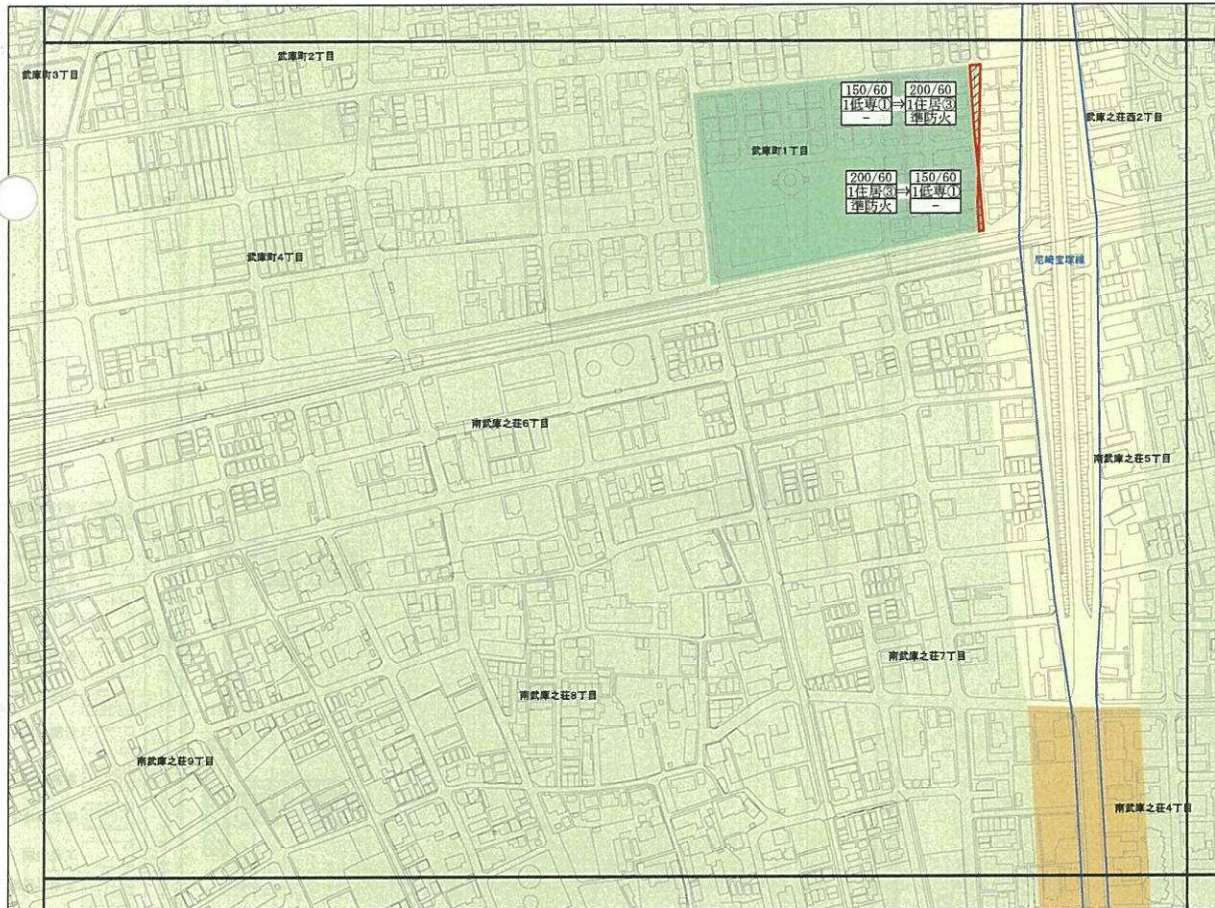 武庫町2丁目
武庫町3丁目
150/60 200/60
1低専①⇒1住居③
- 準防火
武庫之荘西2丁目
武庫町1丁目
200/60 150/60
1住居③⇒1低専①
準防火 -
武庫町4丁目
尼崎宝塚線
南武庫之荘6丁目
南武庫之荘5丁目
南武庫之荘7丁目
南武庫之荘8丁目
南武庫之荘9丁目
南武庫之荘4丁目